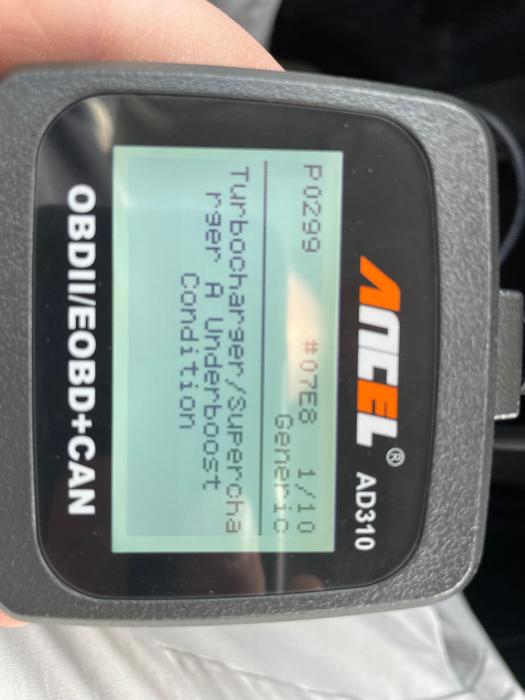 ANCEL® AD310
P0299 #07E8 1/10
Generic
Turbocharger/Supercha
rger A Underboost
Condition
OBDII/EOBD+CAN